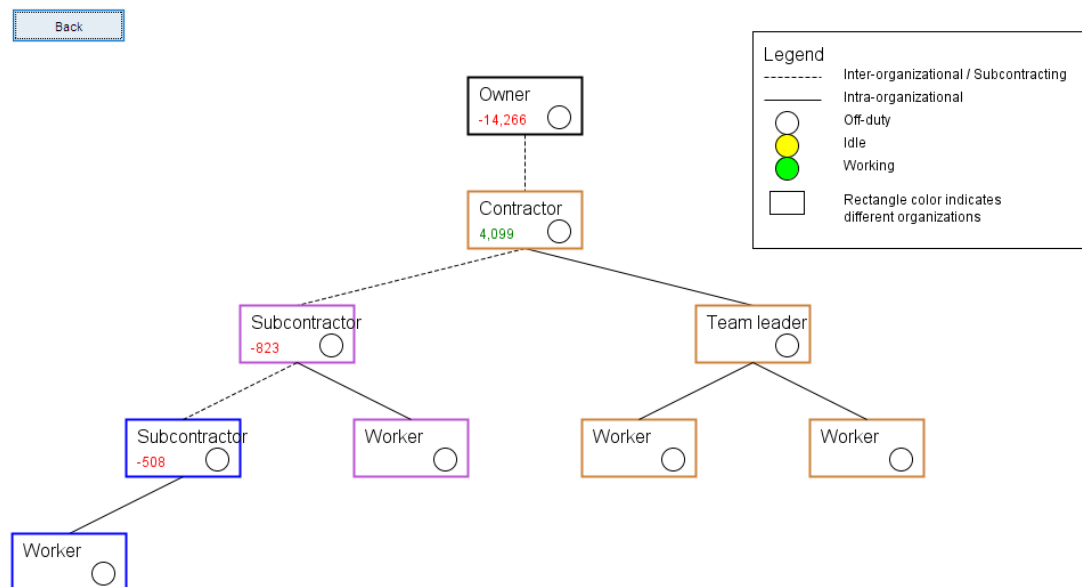 Back
Legend
Inter-organizational / Subcontracting
Intra-organizational
Off-duty
Idle
Working
Rectangle color indicates
different organizations
Owner
-14,266
Contractor
4,099
Subcontractor
-823
Team leader
Subcontractor
-508
Worker
Worker
Worker
Worker